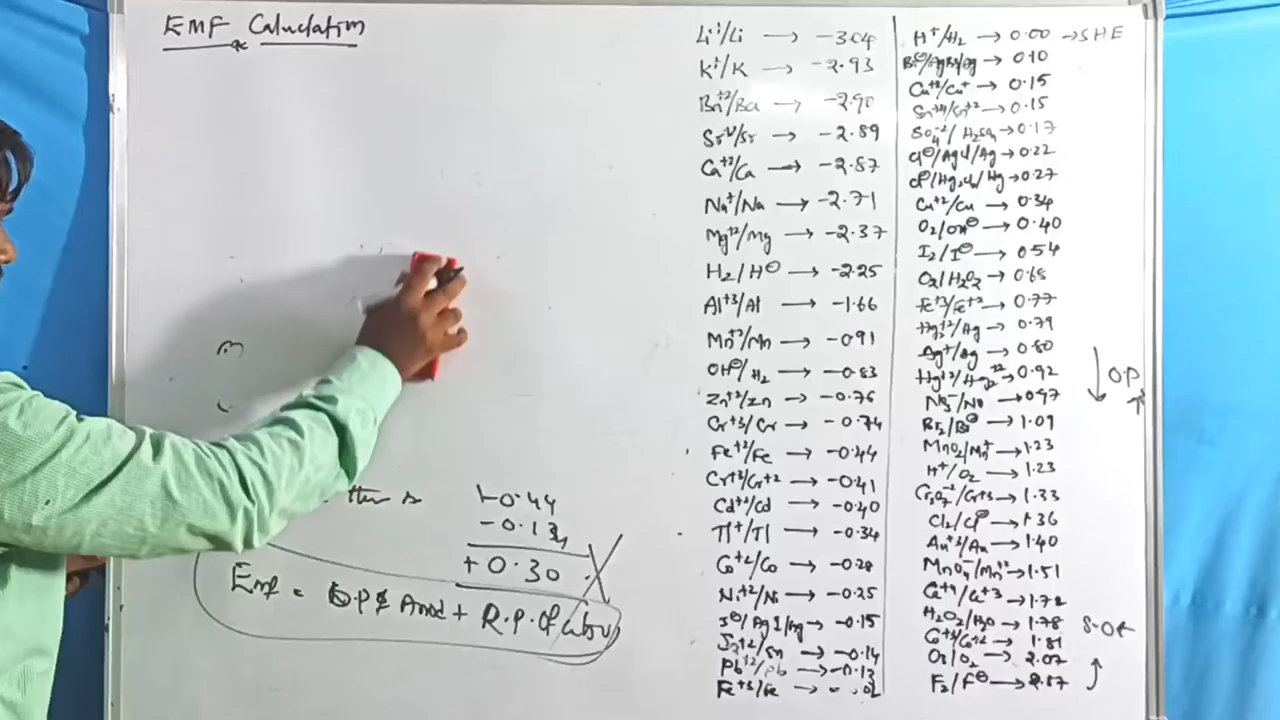 EMF Caluclation
then is
-0.44
-0.13
+0.30
Emf = O.P of Anod + R.P. Of
Li⁺/Li → -3.04
K⁺/K → -2.93
Ba⁺²/Ba → -2.90
Sr⁺²/Sr → -2.89
Ca⁺²/Ca → -2.87
Na⁺/Na → -2.71
Mg⁺²/Mg → -2.37
H₂/H⊖ → -2.25
Al⁺³/Al → -1.66
Mn⁺²/Mn → -0.91
OH⊖/H₂ → -0.83
Zn⁺²/Zn → -0.76
Cr⁺³/Cr → -0.74
Fe⁺²/Fe → -0.44
Cr⁺³/Cr⁺² → -0.41
Cd⁺²/Cd → -0.40
Tl⁺/Tl → -0.34
Co⁺²/Co → -0.28
Ni⁺²/Ni → -0.25
I⊖/AgI/Ag → -0.15
Sn⁺²/Sn → -0.14
Pb⁺²/Pb → -0.13
Fe⁺³/Fe →
H⁺/H₂ → 0.00 → SHE
Br⊖/AgBr/Ag → 0.10
Cu⁺²/Cu⁺ → 0.15
Sn⁺⁴/Sn⁺² → 0.15
SO₄⁻²/H₂SO₃ → 0.17
Cl⊖/AgCl/Ag → 0.22
Cl⊖/Hg₂Cl₂/Hg → 0.27
Cu⁺²/Cu → 0.34
O₂/OH⊖ → 0.40
I₂/I⊖ → 0.54
O₂/H₂O₂ → 0.68
Fe⁺³/Fe⁺² → 0.77
Hg₂⁺²/Hg → 0.79
Ag⁺/Ag → 0.80
Hg⁺²/Hg₂⁺² → 0.92
NO₃⁻/NO → 0.97
Br₂/Br⊖ → 1.09
MnO₂/Mn⁺ → 1.23
H⁺/O₂ → 1.23
Cr₂O₇⁻²/Cr⁺³ → 1.33
Cl₂/Cl⊖ → 1.36
Au⁺³/Au → 1.40
MnO₄⁻/Mn⁺² → 1.51
Ce⁺⁴/Ce⁺³ → 1.72
H₂O₂/H₂O → 1.78
Co⁺³/Co⁺² → 1.81
O₃/O₂ → 2.07
F₂/F⊖ → 2.87
↓ O.P ↑
S.O.A